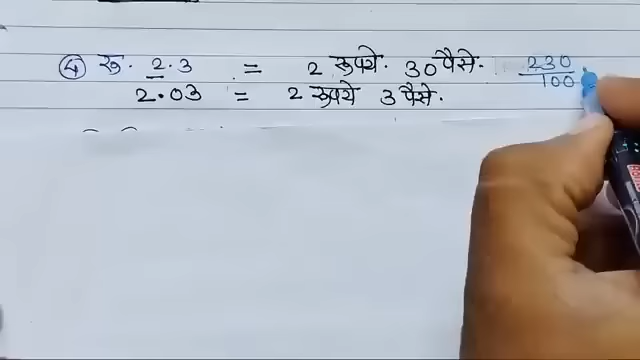 ④ रू. 2.3 = 2 रूपये. 30 पैसे. 230/100
2.03 = 2 रूपये 3 पैसे.